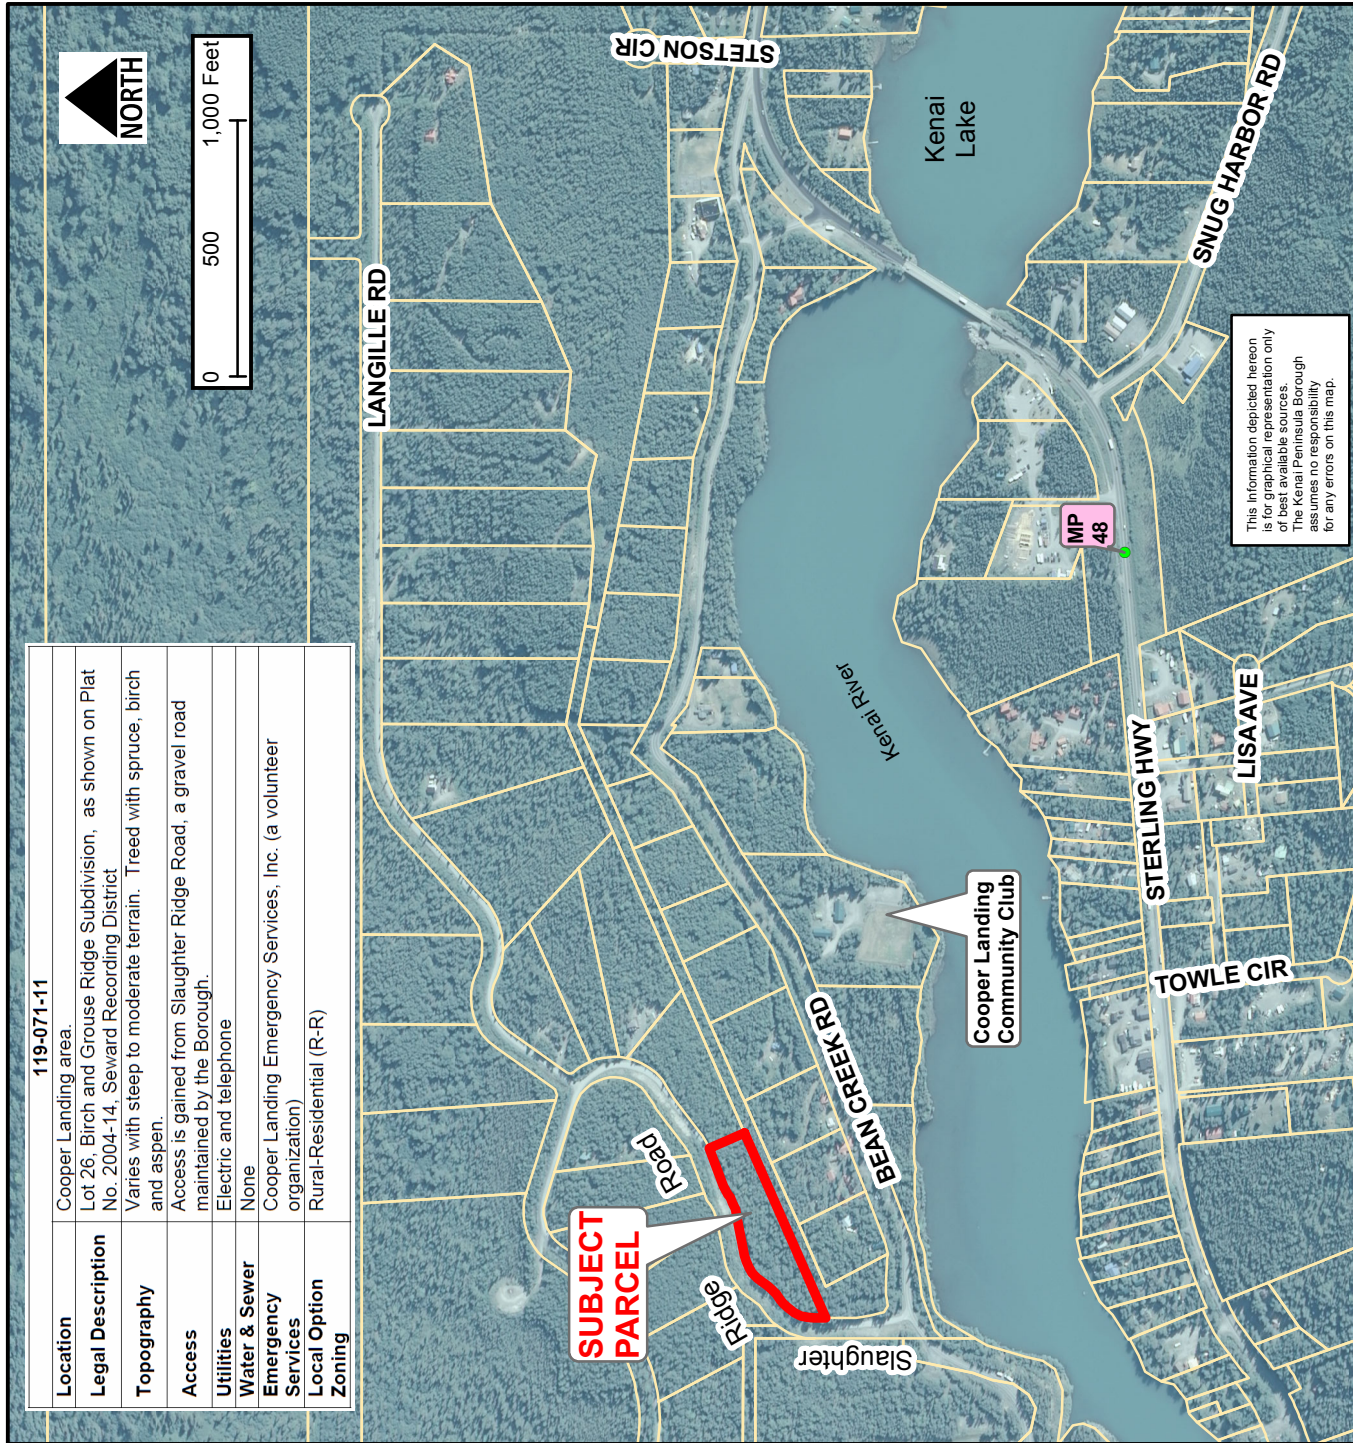 119-071-11
Location
Cooper Landing area.
Legal Description
Lot 26, Birch and Grouse Ridge Subdivision, as shown on Plat
No. 2004-14, Seward Recording District
Topography
Varies with steep to moderate terrain. Treed with spruce, birch
and aspen.
Access
Access is gained from Slaughter Ridge Road, a gravel road
maintained by the Borough.
Utilities
Electric and telephone
Water & Sewer
None
Emergency
Services
Cooper Landing Emergency Services, Inc. (a volunteer
organization)
Local Option
Zoning
Rural-Residential (R-R)
NORTH
0 500 1,000 Feet
LANGILLE RD
STETSON CIR
Kenai
Lake
SNUG HARBOR RD
Road
Ridge
Slaughter
SUBJECT
PARCEL
BEAN CREEK RD
Kenai River
Cooper Landing
Community Club
MP
48
STERLING HWY
LISA AVE
TOWLE CIR
This Information depicted hereon
is for graphical representation only
of best available sources.
The Kenai Peninsula Borough
assumes no responsibility
for any errors on this map.